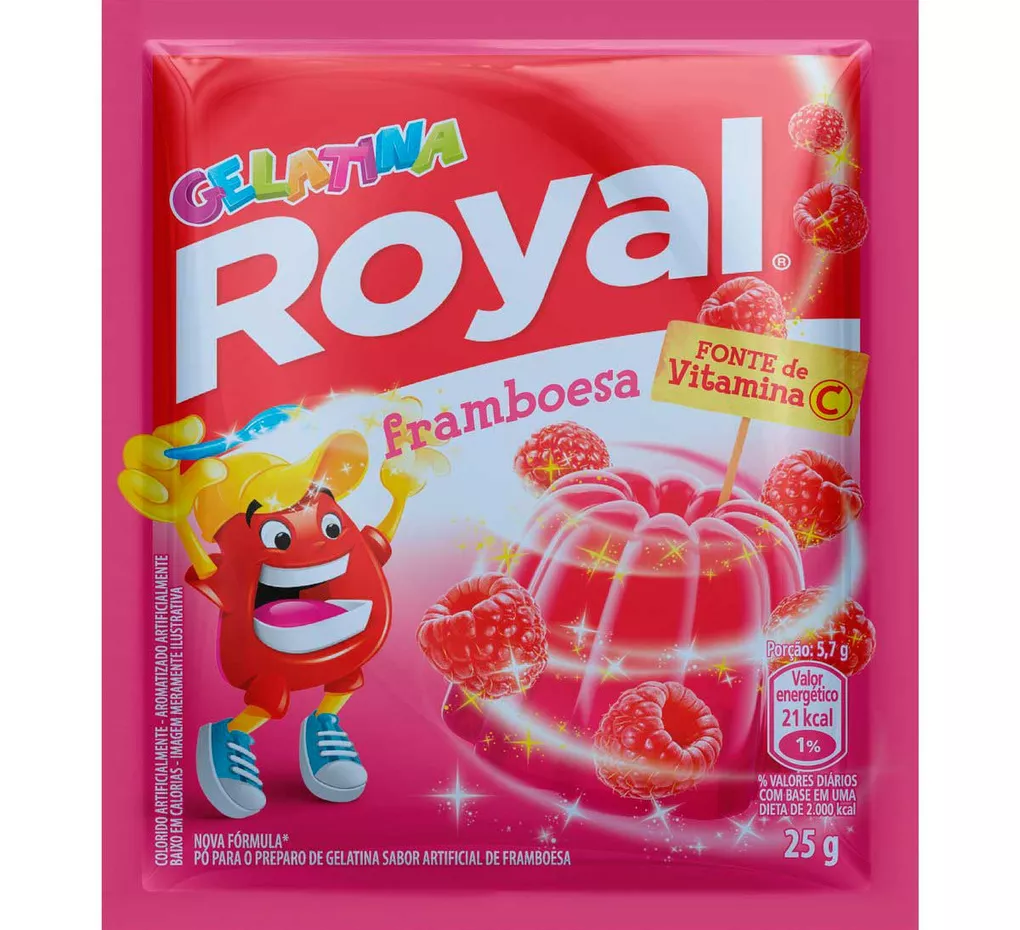 GELATINA
Royal®
framboesa
FONTE de
Vitamina C
Porção: 5,7 g
Valor
energético
21 kcal
1%
% VALORES DIÁRIOS
COM BASE EM UMA
DIETA DE 2.000 kcal
25 g
COLORIDO ARTIFICIALMENTE - AROMATIZADO ARTIFICIALMENTE
BAIXO EM CALORIAS - IMAGEM MERAMENTE ILUSTRATIVA
NOVA FÓRMULA*
PÓ PARA O PREPARO DE GELATINA SABOR ARTIFICIAL DE FRAMBOESA